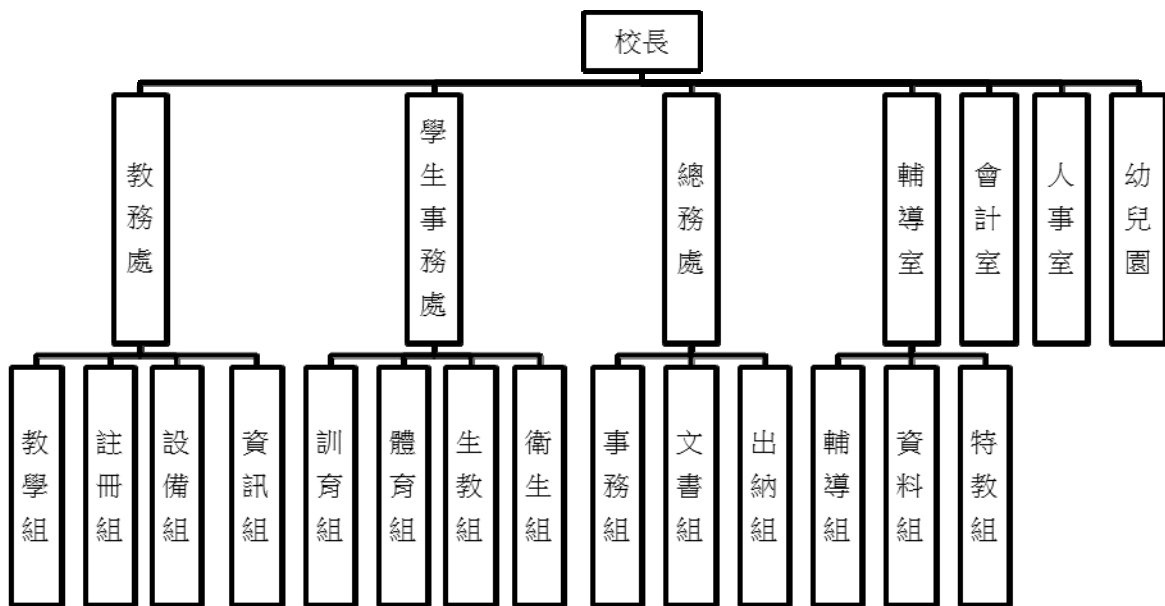 校長
教務處
學生事務處
總務處
輔導室
會計室
人事室
幼兒園
教學組
註冊組
設備組
資訊組
訓育組
體育組
生教組
衛生組
事務組
文書組
出納組
輔導組
資料組
特教組